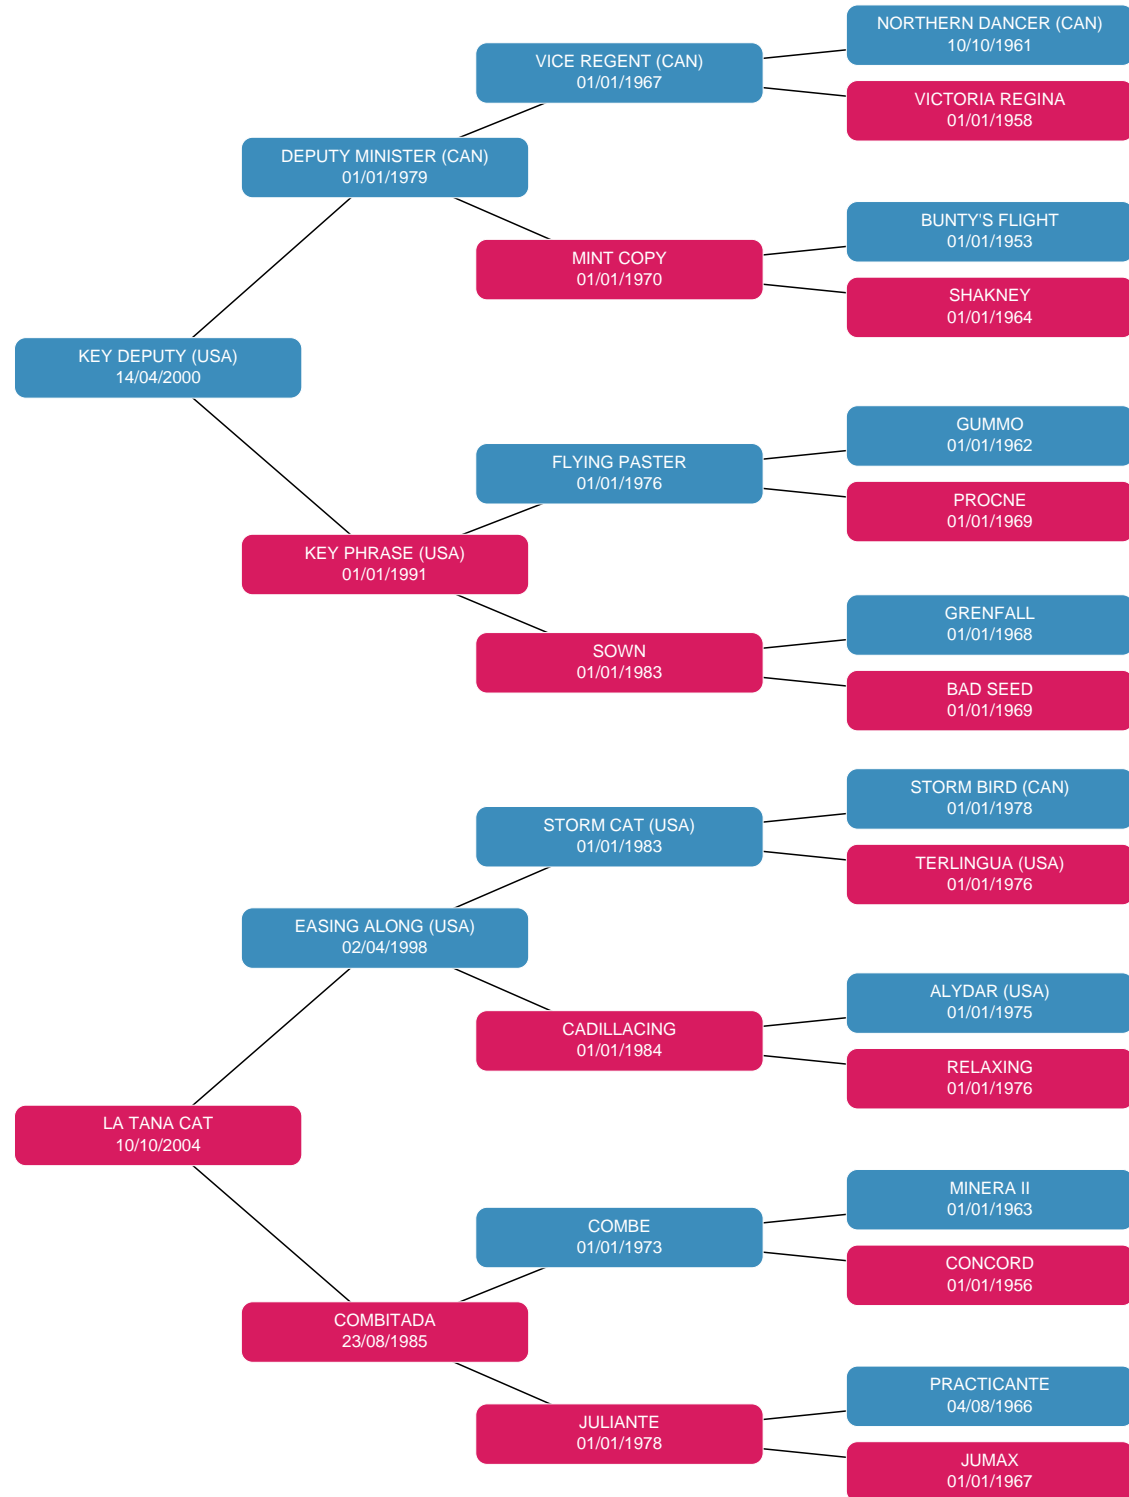 NORTHERN DANCER (CAN)
10/10/1961
VICE REGENT (CAN)
01/01/1967
VICTORIA REGINA
01/01/1958
DEPUTY MINISTER (CAN)
01/01/1979
BUNTY'S FLIGHT
01/01/1953
MINT COPY
01/01/1970
SHAKNEY
01/01/1964
KEY DEPUTY (USA)
14/04/2000
GUMMO
01/01/1962
FLYING PASTER
01/01/1976
PROCNE
01/01/1969
KEY PHRASE (USA)
01/01/1991
GRENFALL
01/01/1968
SOWN
01/01/1983
BAD SEED
01/01/1969
STORM BIRD (CAN)
01/01/1978
STORM CAT (USA)
01/01/1983
TERLINGUA (USA)
01/01/1976
EASING ALONG (USA)
02/04/1998
ALYDAR (USA)
01/01/1975
CADILLACING
01/01/1984
RELAXING
01/01/1976
LA TANA CAT
10/10/2004
MINERA II
01/01/1963
COMBE
01/01/1973
CONCORD
01/01/1956
COMBITADA
23/08/1985
PRACTICANTE
04/08/1966
JULIANTE
01/01/1978
JUMAX
01/01/1967